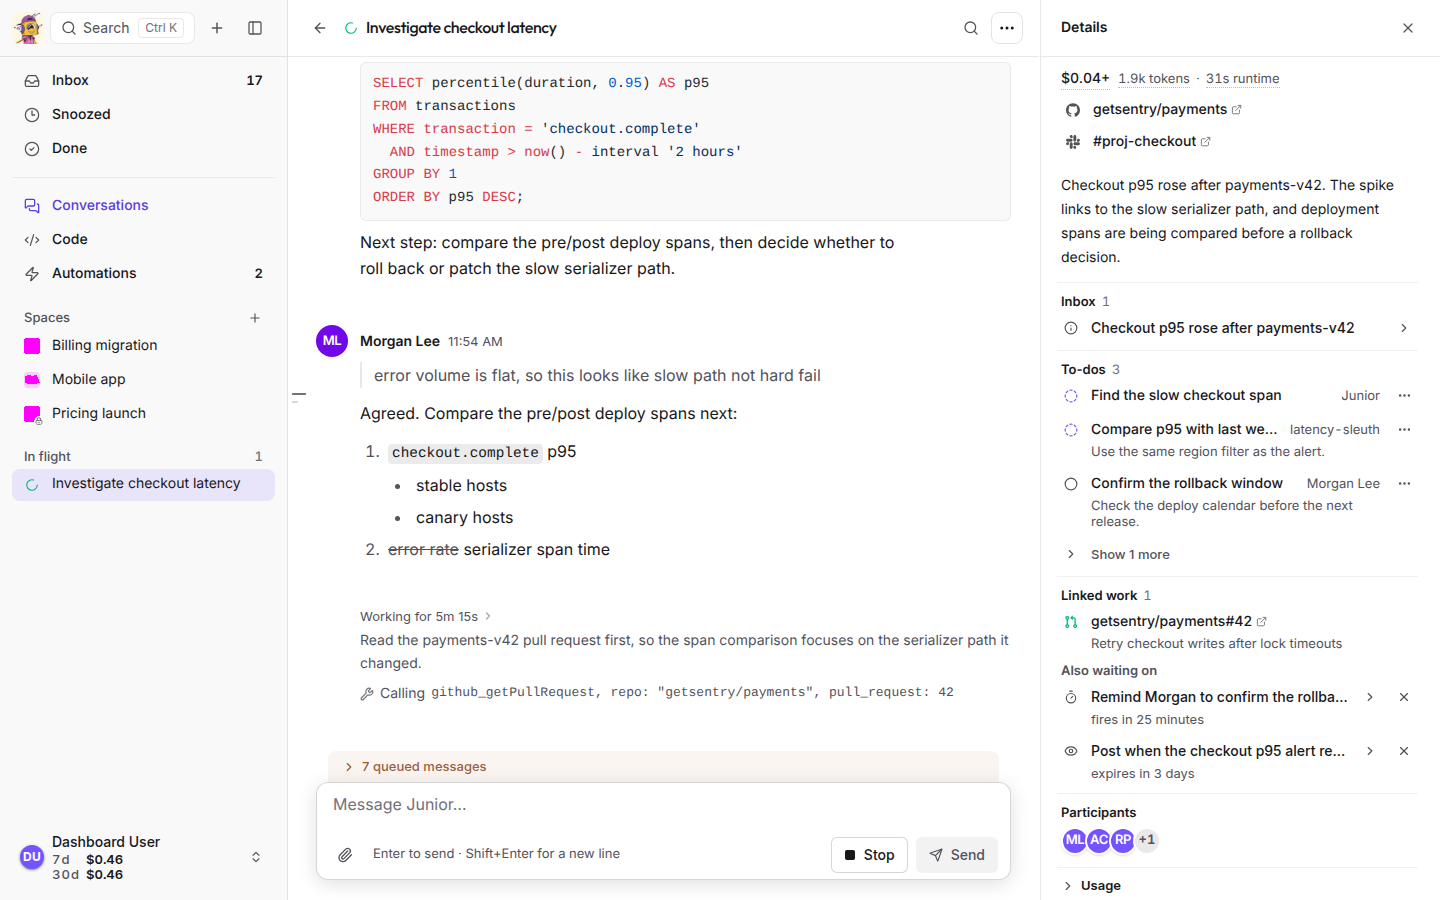 Search Ctrl K
Inbox 17
Snoozed
Done
Conversations
Code
Automations 2
Spaces
Billing migration
Mobile app
Pricing launch
In flight 1
Investigate checkout latency
DU
Dashboard User
7d $0.46
30d $0.46
Investigate checkout latency
SELECT percentile(duration, 0.95) AS p95
FROM transactions
WHERE transaction = 'checkout.complete'
AND timestamp > now() - interval '2 hours'
GROUP BY 1
ORDER BY p95 DESC;
Next step: compare the pre/post deploy spans, then decide whether to
roll back or patch the slow serializer path.
ML
Morgan Lee 11:54 AM
error volume is flat, so this looks like slow path not hard fail
Agreed. Compare the pre/post deploy spans next:
1. checkout.complete p95
• stable hosts
• canary hosts
2. error rate serializer span time
Working for 5m 15s
Read the payments-v42 pull request first, so the span comparison focuses on the serializer path it
changed.
Calling github_getPullRequest, repo: "getsentry/payments", pull_request: 42
7 queued messages
Message Junior...
Enter to send · Shift+Enter for a new line
Stop
Send
Details
$0.04+ 1.9k tokens · 31s runtime
getsentry/payments
#proj-checkout
Checkout p95 rose after payments-v42. The spike
links to the slow serializer path, and deployment
spans are being compared before a rollback
decision.
Inbox 1
Checkout p95 rose after payments-v42
To-dos 3
Find the slow checkout span Junior
Compare p95 with last we... latency-sleuth
Use the same region filter as the alert.
Confirm the rollback window Morgan Lee
Check the deploy calendar before the next
release.
Show 1 more
Linked work 1
getsentry/payments#42
Retry checkout writes after lock timeouts
Also waiting on
Remind Morgan to confirm the rollba...
fires in 25 minutes
Post when the checkout p95 alert re...
expires in 3 days
Participants
ML AC RP +1
Usage